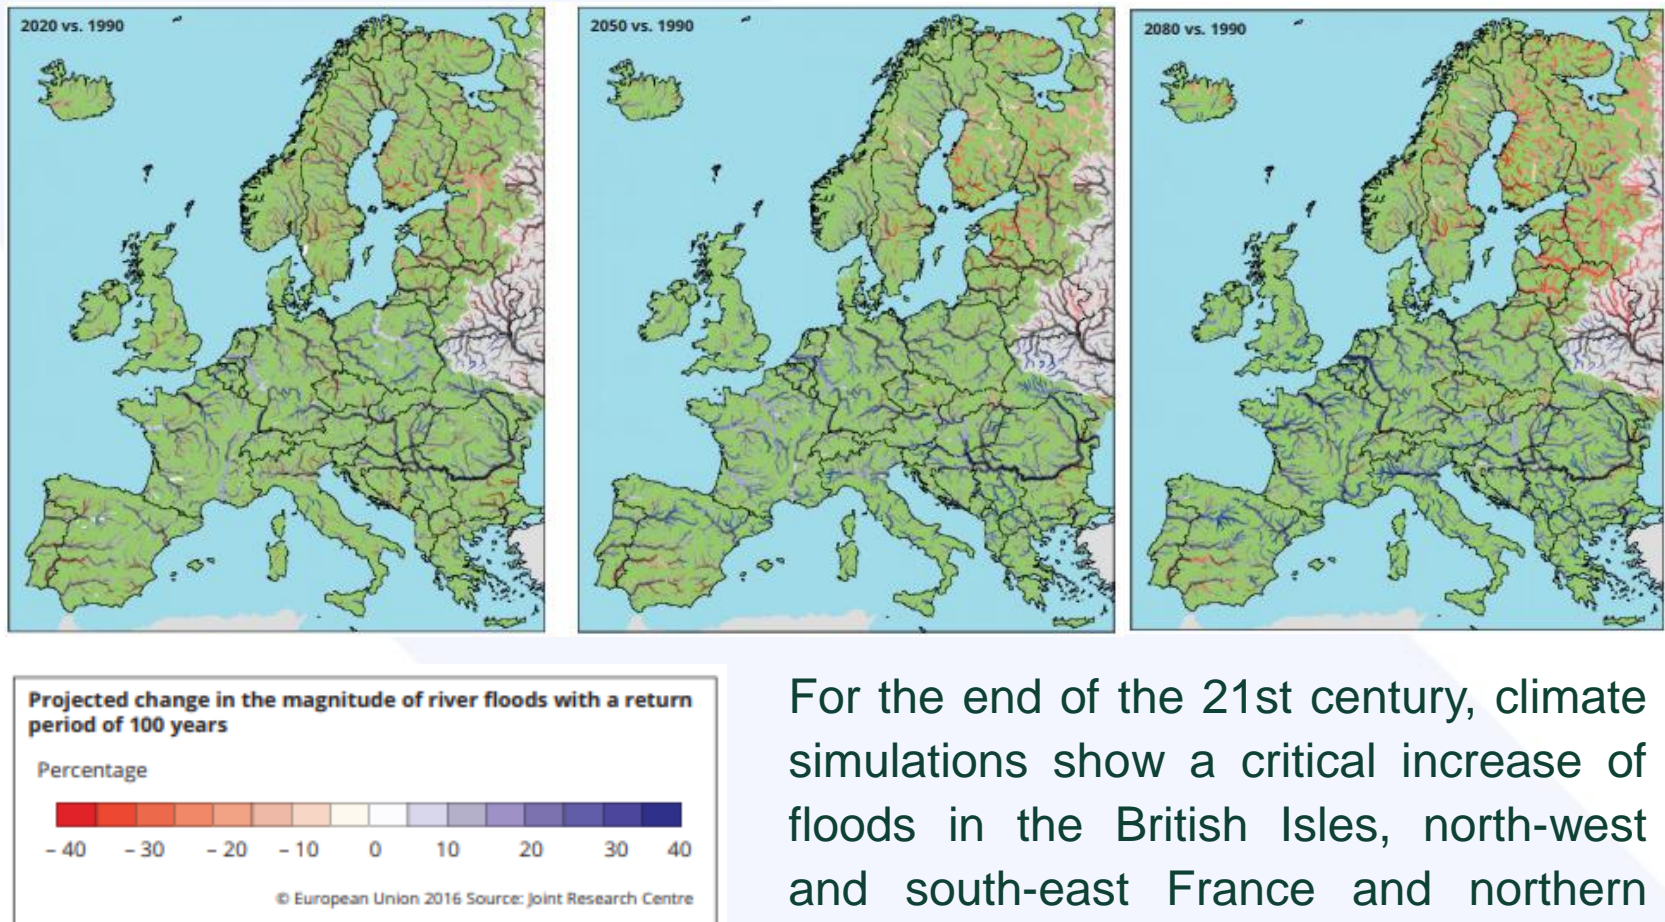 2020 vs. 1990
2050 vs. 1990
2080 vs. 1990
Projected change in the magnitude of river floods with a return
period of 100 years
Percentage
– 40 – 30 – 20 – 10 0 10 20 30 40
© European Union 2016 Source: Joint Research Centre
For the end of the 21st century, climate
simulations show a critical increase of
floods in the British Isles, north-west
and south-east France and northern